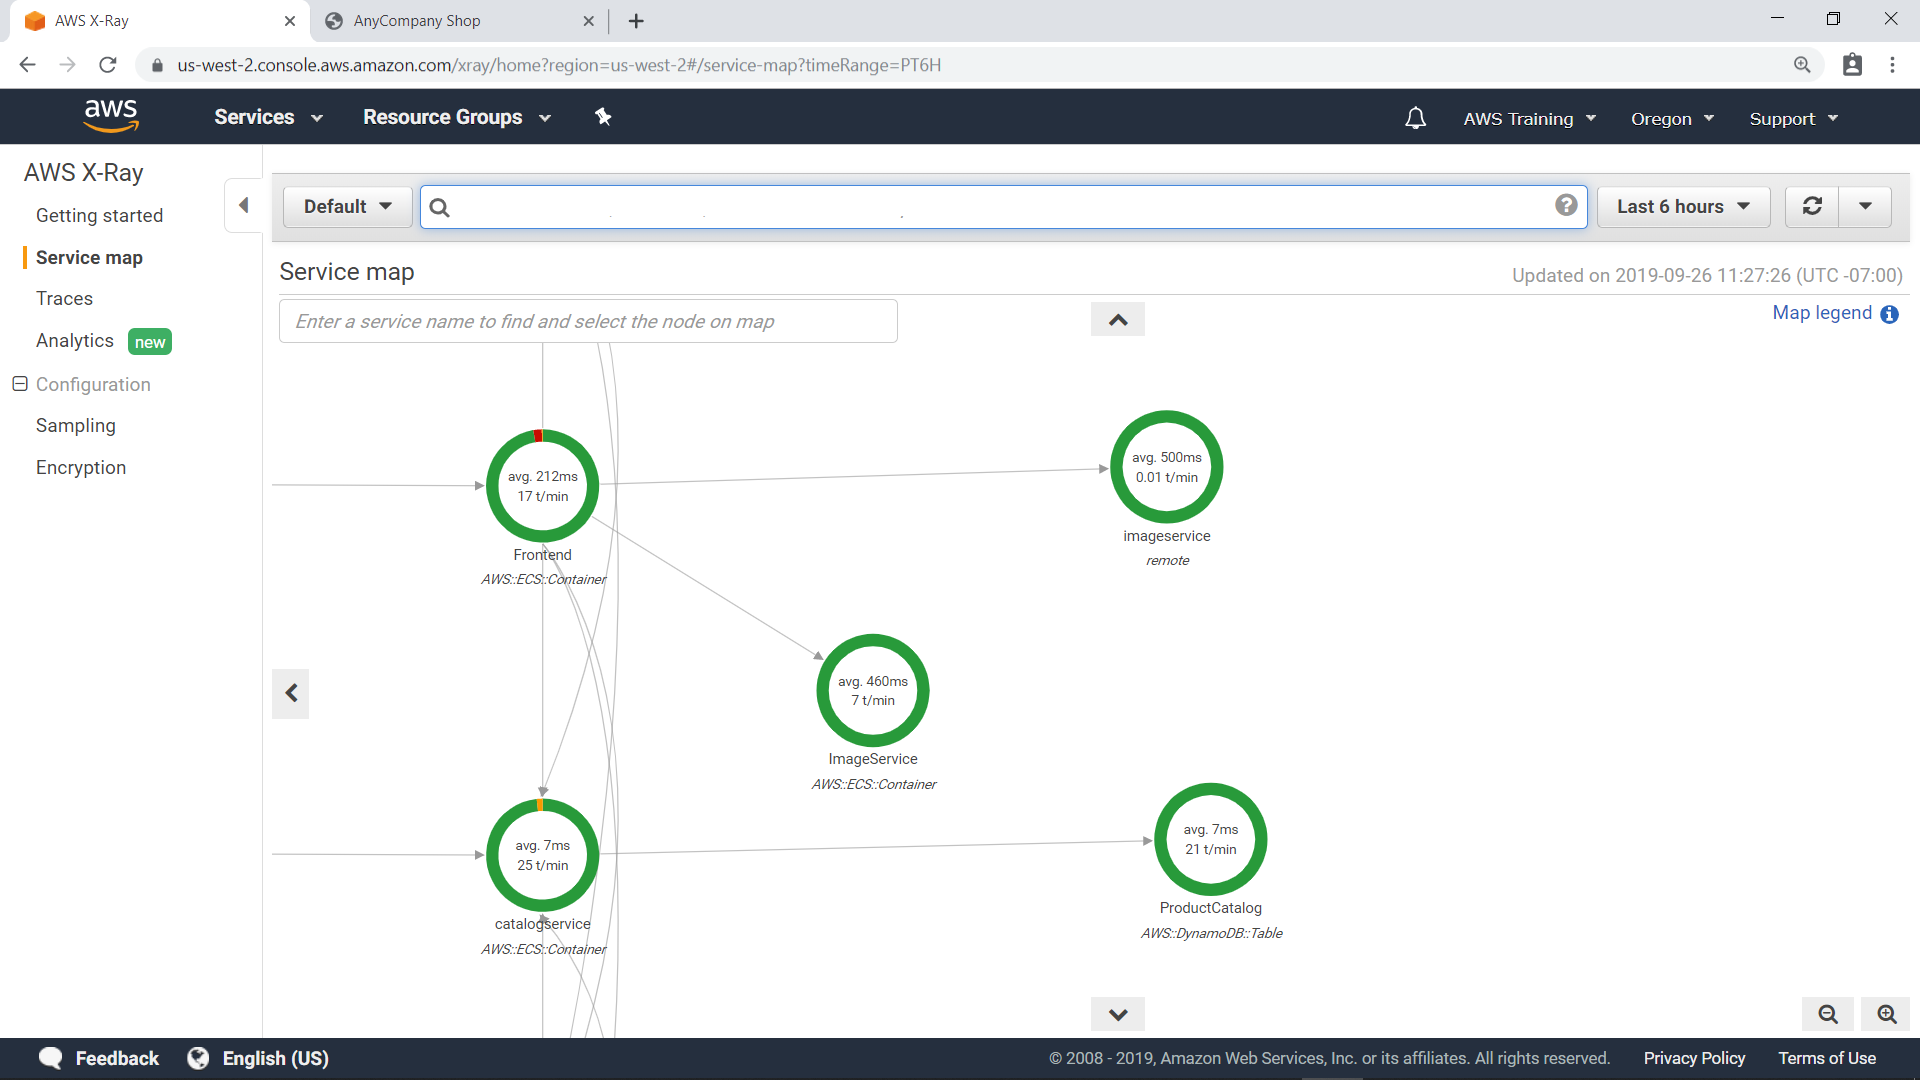 AWS X-Ray
AnyCompany Shop
us-west-2.console.aws.amazon.com/xray/home?region=us-west-2#/service-map?timeRange=PT6H
aws
Services
Resource Groups
AWS Training
Oregon
Support
AWS X-Ray
Getting started
Service map
Traces
Analytics new
Configuration
Sampling
Encryption
Default
Last 6 hours
Service map
Updated on 2019-09-26 11:27:26 (UTC -07:00)
Enter a service name to find and select the node on map
Map legend
avg. 212ms
17 t/min
Frontend
AWS::ECS::Container
avg. 500ms
0.01 t/min
imageservice
remote
avg. 460ms
7 t/min
ImageService
AWS::ECS::Container
avg. 7ms
25 t/min
catalogservice
AWS::ECS::Container
avg. 7ms
21 t/min
ProductCatalog
AWS::DynamoDB::Table
Feedback
English (US)
© 2008 - 2019, Amazon Web Services, Inc. or its affiliates. All rights reserved.
Privacy Policy
Terms of Use